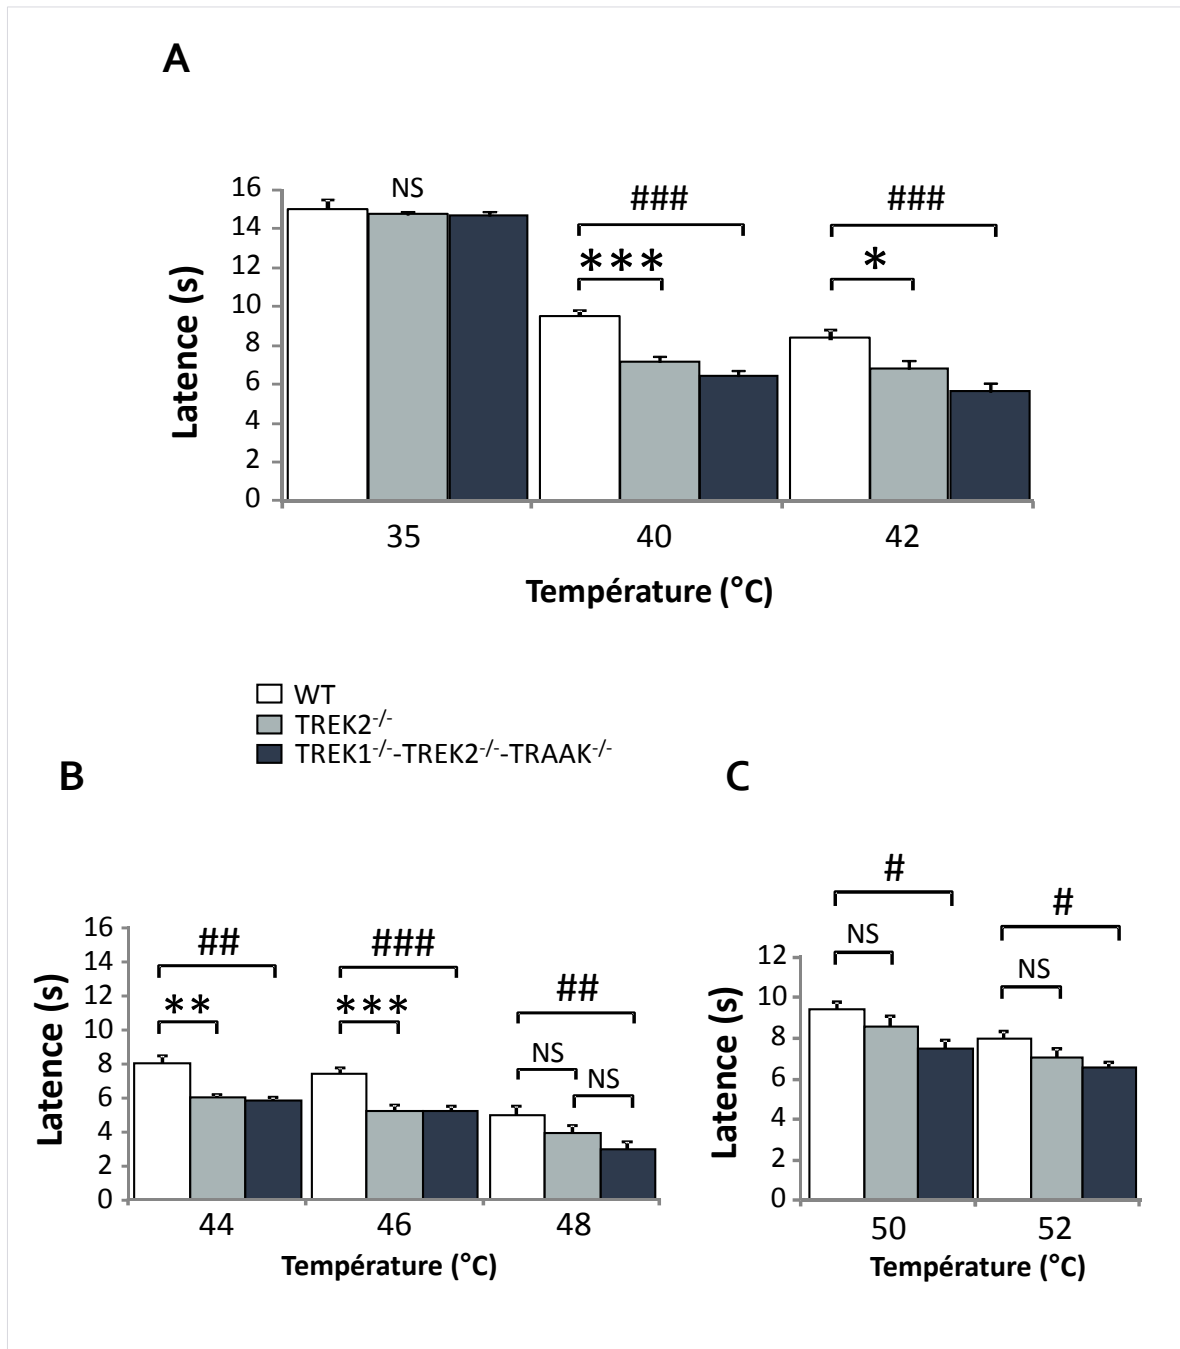 A
Latence (s)
16
14
12
10
8
6
4
2
0
NS
###
***
###
*
35 40 42
Température (°C)
WT
TREK2-/-
TREK1-/--TREK2-/--TRAAK-/-
B
Latence (s)
16
14
12
10
8
6
4
2
0
##
**
###
***
##
NS
NS
44 46 48
Température (°C)
C
Latence (s)
12
10
8
6
4
2
0
#
NS
#
NS
50 52
Température (°C)